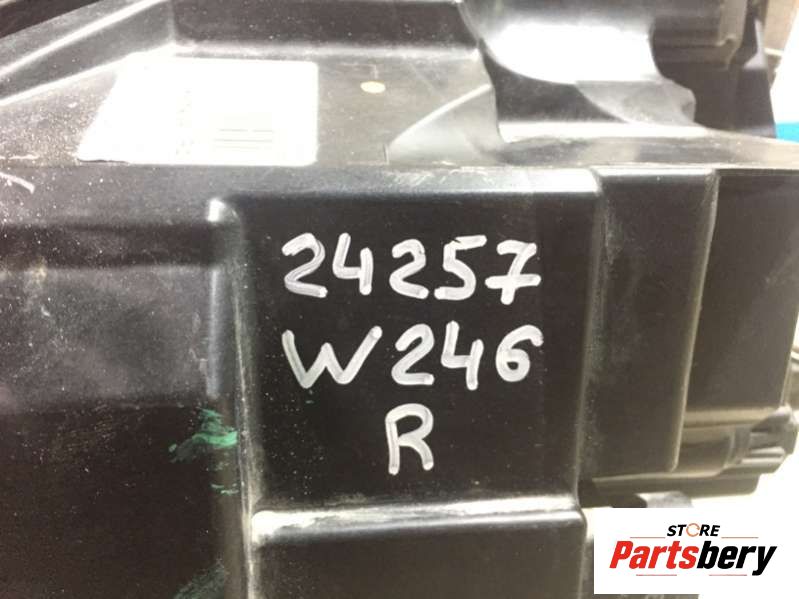 24257
W246
R
STORE
Partsbery